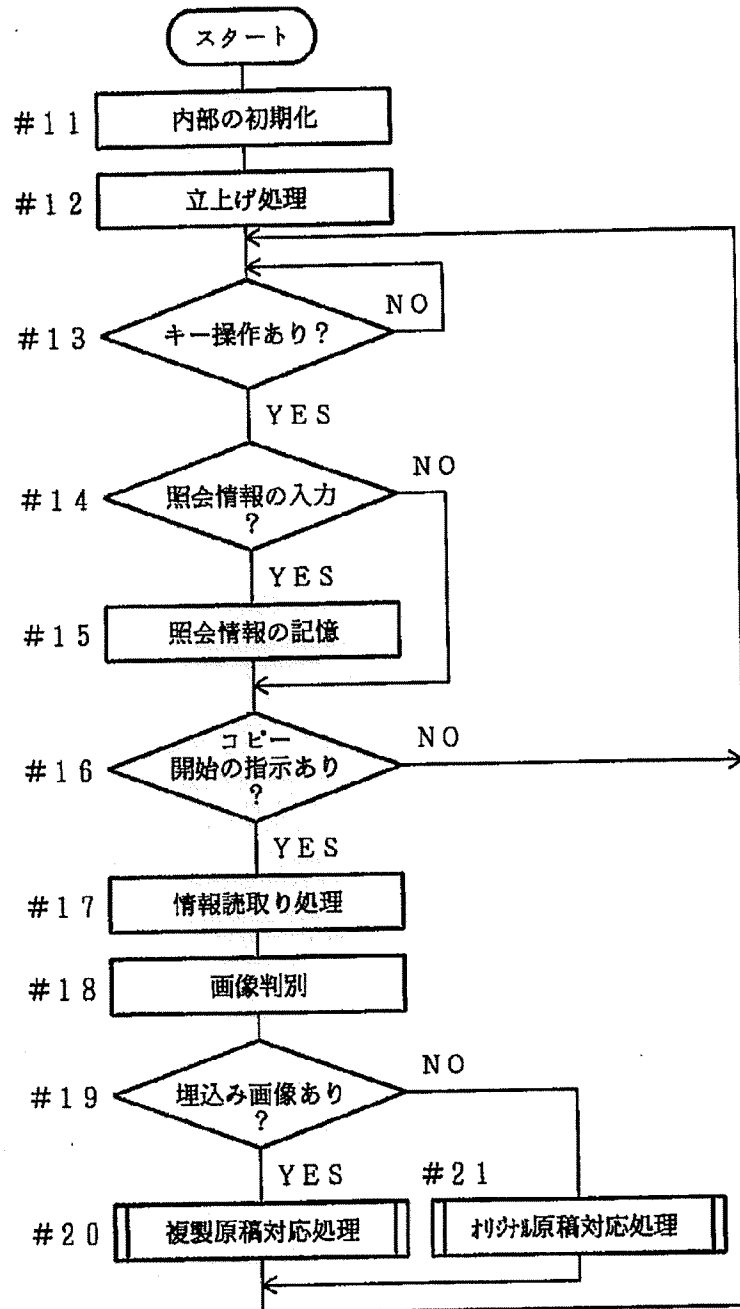 スタート
#11 内部の初期化
#12 立上げ処理
NO
#13 キー操作あり?
YES
NO
#14 照会情報の入力
?
YES
#15 照会情報の記憶
コピー NO
#16 開始の指示あり
?
YES
#17 情報読取り処理
#18 画像判別
NO
#19 埋込み画像あり
?
YES #21
#20 複製原稿対応処理 オリジナル原稿対応処理